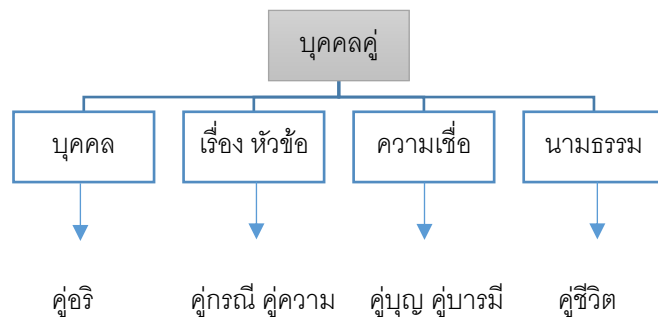 บุคคลคู่
บุคคล
เรื่อง หัวข้อ
ความเชื่อ
นามธรรม
คู่อริ
คู่กรณี คู่ความ
คู่บุญ คู่บารมี
คู่ชีวิต